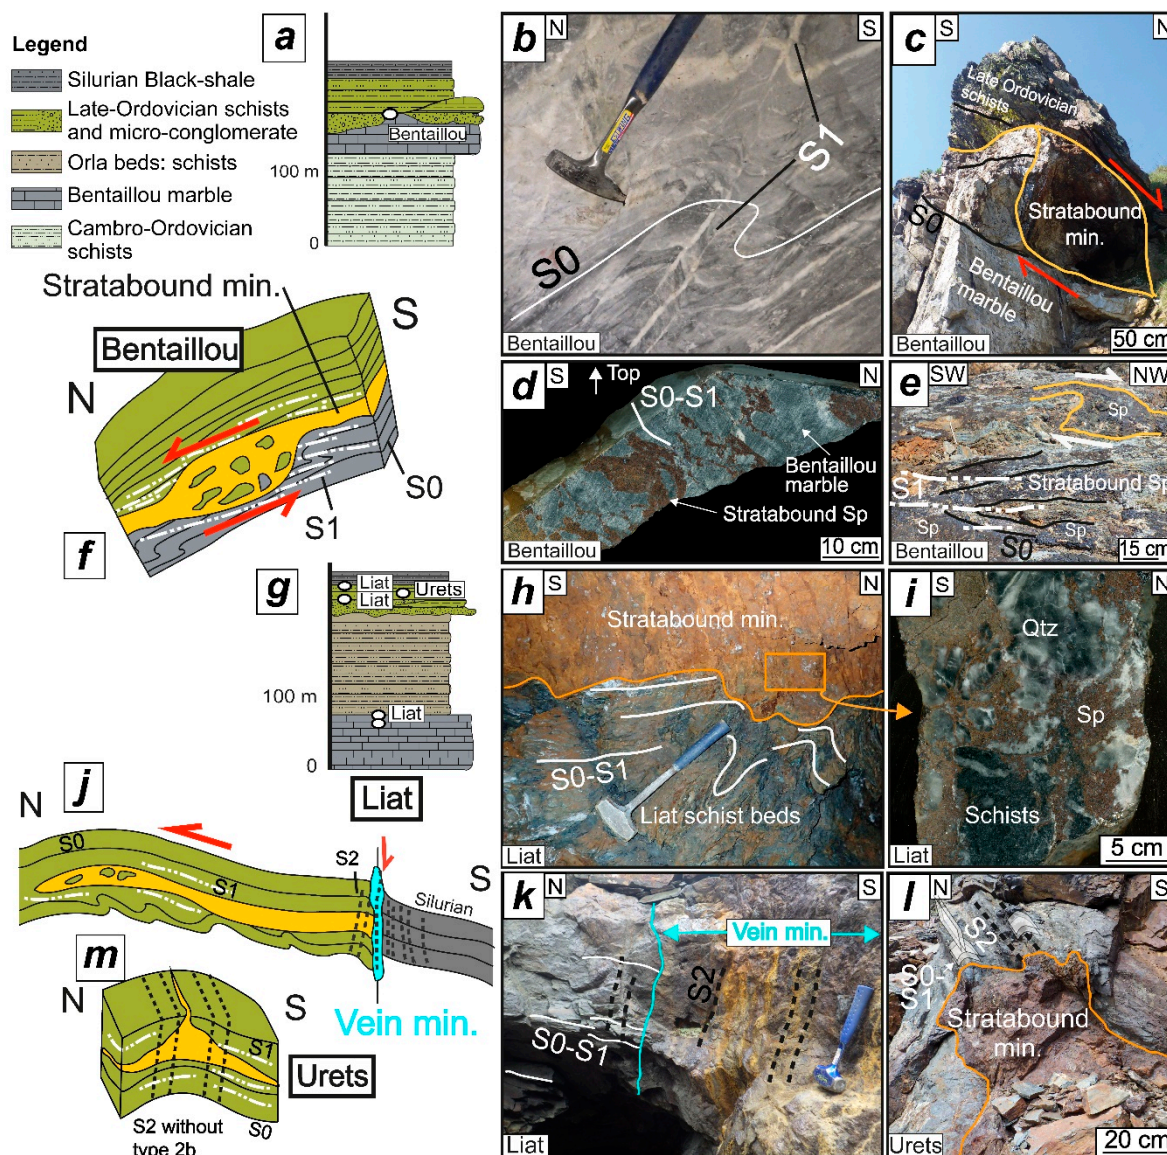 Legend
Silurian Black-shale
Late-Ordovician schists
and micro-conglomerate
Orla beds: schists
Bentaillou marble
Cambro-Ordovician
schists
a
Bentaillou
100 m
0
b
N
S
S1
S0
Bentaillou
c
S
N
Late Ordovician
schists
S0
Stratabound
min.
Bentaillou
marble
Bentaillou
50 cm
Stratabound min.
Bentaillou
N
S
S0
S1
f
d
S
Top
N
S0-S1
Bentaillou
marble
Stratabound Sp
Bentaillou
10 cm
e
SW
NW
Sp
S1
Stratabound Sp
Sp
Sp
S0
Bentaillou
15 cm
g
Liat
Liat
Urets
100 m
Liat
0
h
S
N
Stratabound min.
S0-S1
Liat schist beds
Liat
i
S
N
Qtz
Sp
Schists
Liat
5 cm
j
Liat
N
S0
S1
S2
Silurian
S
Vein min.
k
N
S
Vein min.
S2
S0-S1
Liat
l
N
S
S2
S0-
S1
Stratabound
min.
Urets
20 cm
m
N
S
S1
S0
Urets
S2 without
type 2b